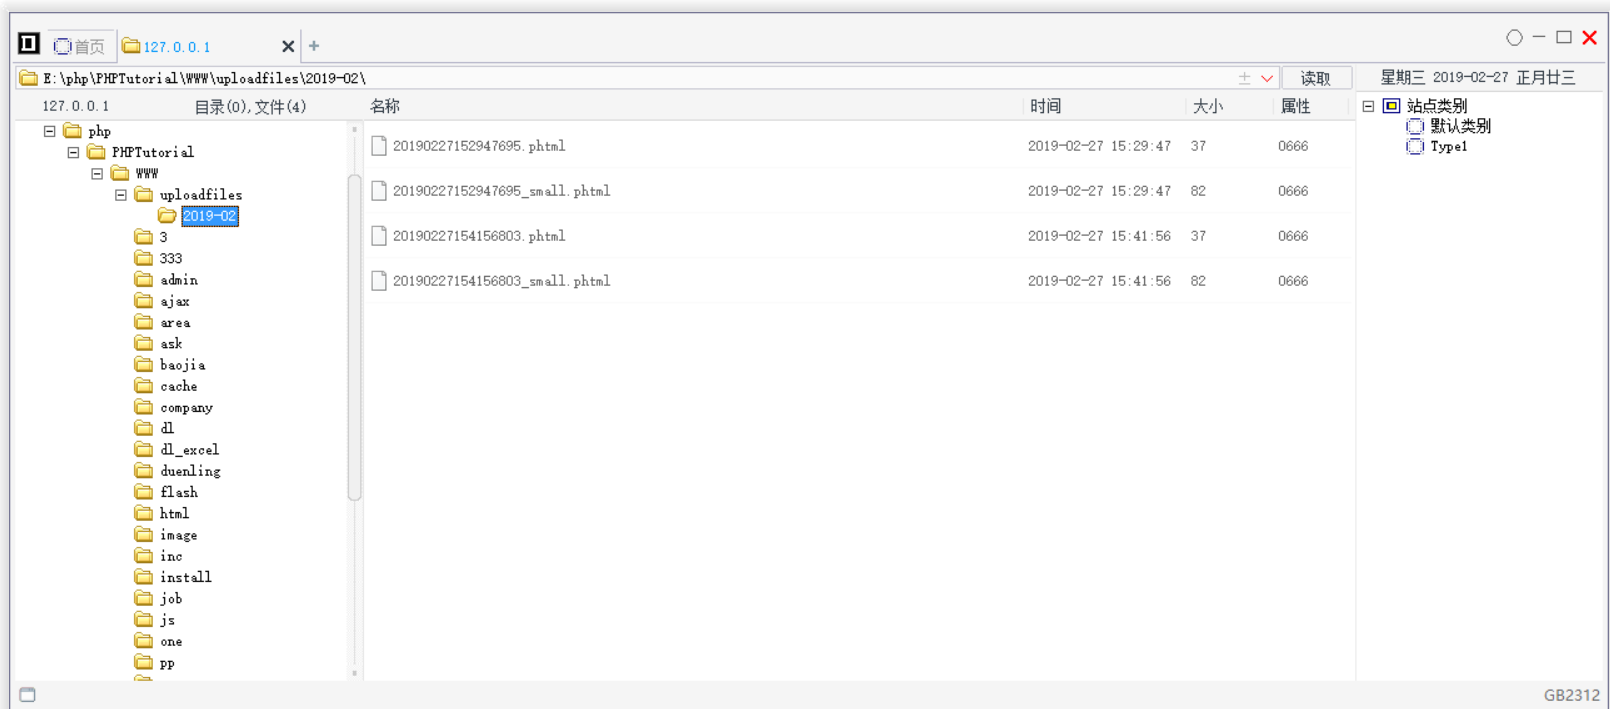 首页
127.0.0.1
E:\php\PHPTutorial\WWW\uploadfiles\2019-02\
读取
星期三 2019-02-27 正月廿三
127.0.0.1 目录(0),文件(4)
名称 时间 大小 属性
php
PHPTutorial
WWW
uploadfiles
2019-02
3
333
admin
ajax
area
ask
baojia
cache
company
dl
dl_excel
duenling
flash
html
image
inc
install
job
js
one
pp
20190227152947695.phtml 2019-02-27 15:29:47 37 0666
20190227152947695_small.phtml 2019-02-27 15:29:47 82 0666
20190227154156803.phtml 2019-02-27 15:41:56 37 0666
20190227154156803_small.phtml 2019-02-27 15:41:56 82 0666
站点类别
默认类别
Type1
GB2312